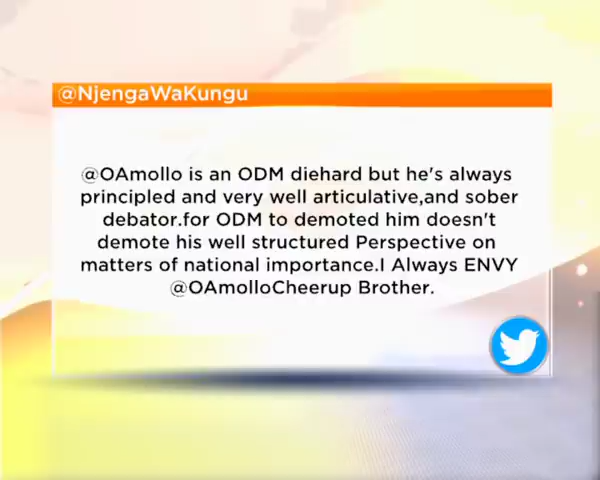 @NjengaWaKungu
@OAmollo is an ODM diehard but he's always
principled and very well articulative,and sober
debator.for ODM to demoted him doesn't
demote his well structured Perspective on
matters of national importance.I Always ENVY
@OAmolloCheerup Brother.